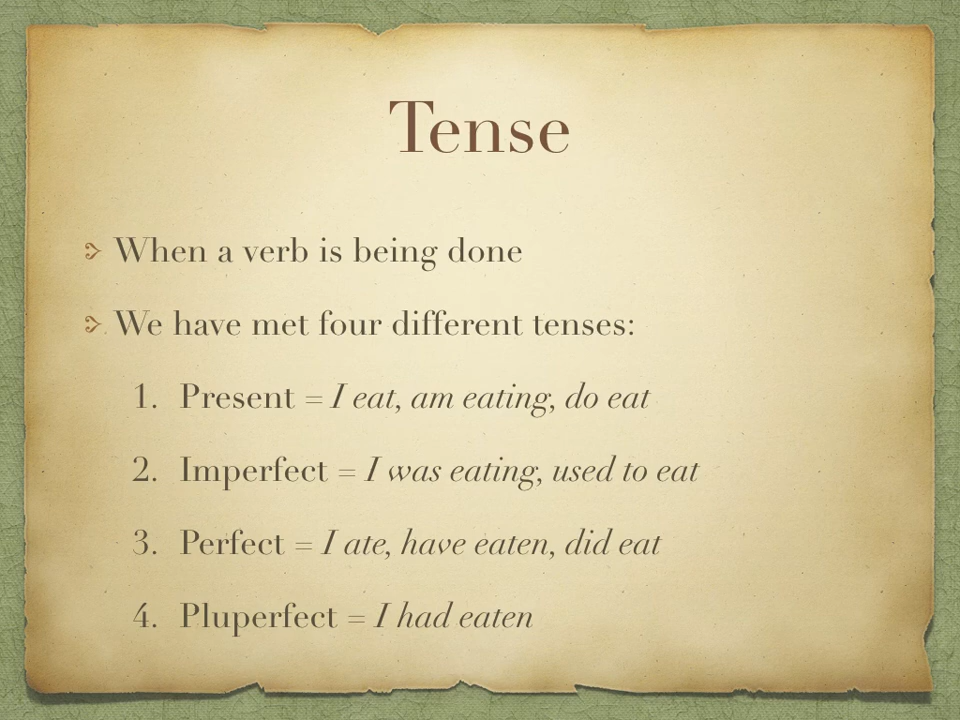 Tense
When a verb is being done
We have met four different tenses:
1. Present = I eat, am eating, do eat
2. Imperfect = I was eating, used to eat
3. Perfect = I ate, have eaten, did eat
4. Pluperfect = I had eaten